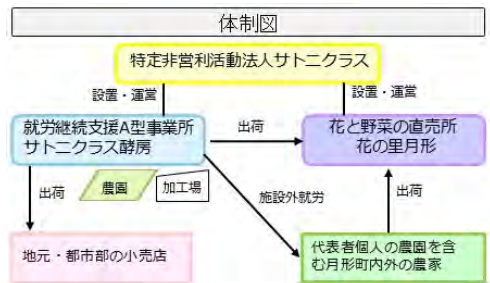 体制図
特定非営利活動法人サトニクラス
設置・運営
設置・運営
就労継続支援A型事業所
サトニクラス酵房
出荷
花と野菜の直売所
花の里月形
出荷
農園
加工場
施設外就労
出荷
地元・都市部の小売店
代表者個人の農園を含
む月形町内外の農家